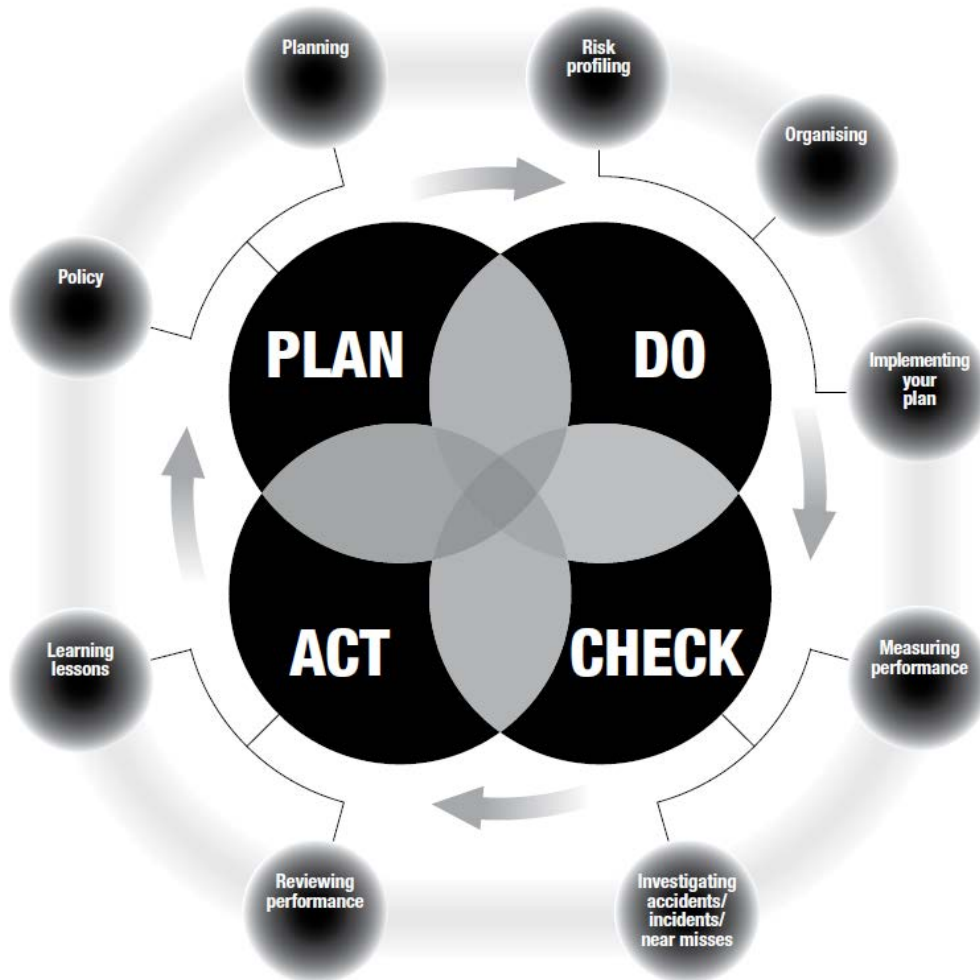 Planning
Risk
profiling
Organising
Policy
PLAN
DO
Implementing
your
plan
Learning
lessons
ACT
CHECK
Measuring
performance
Reviewing
performance
Investigating
accidents/
incidents/
near misses